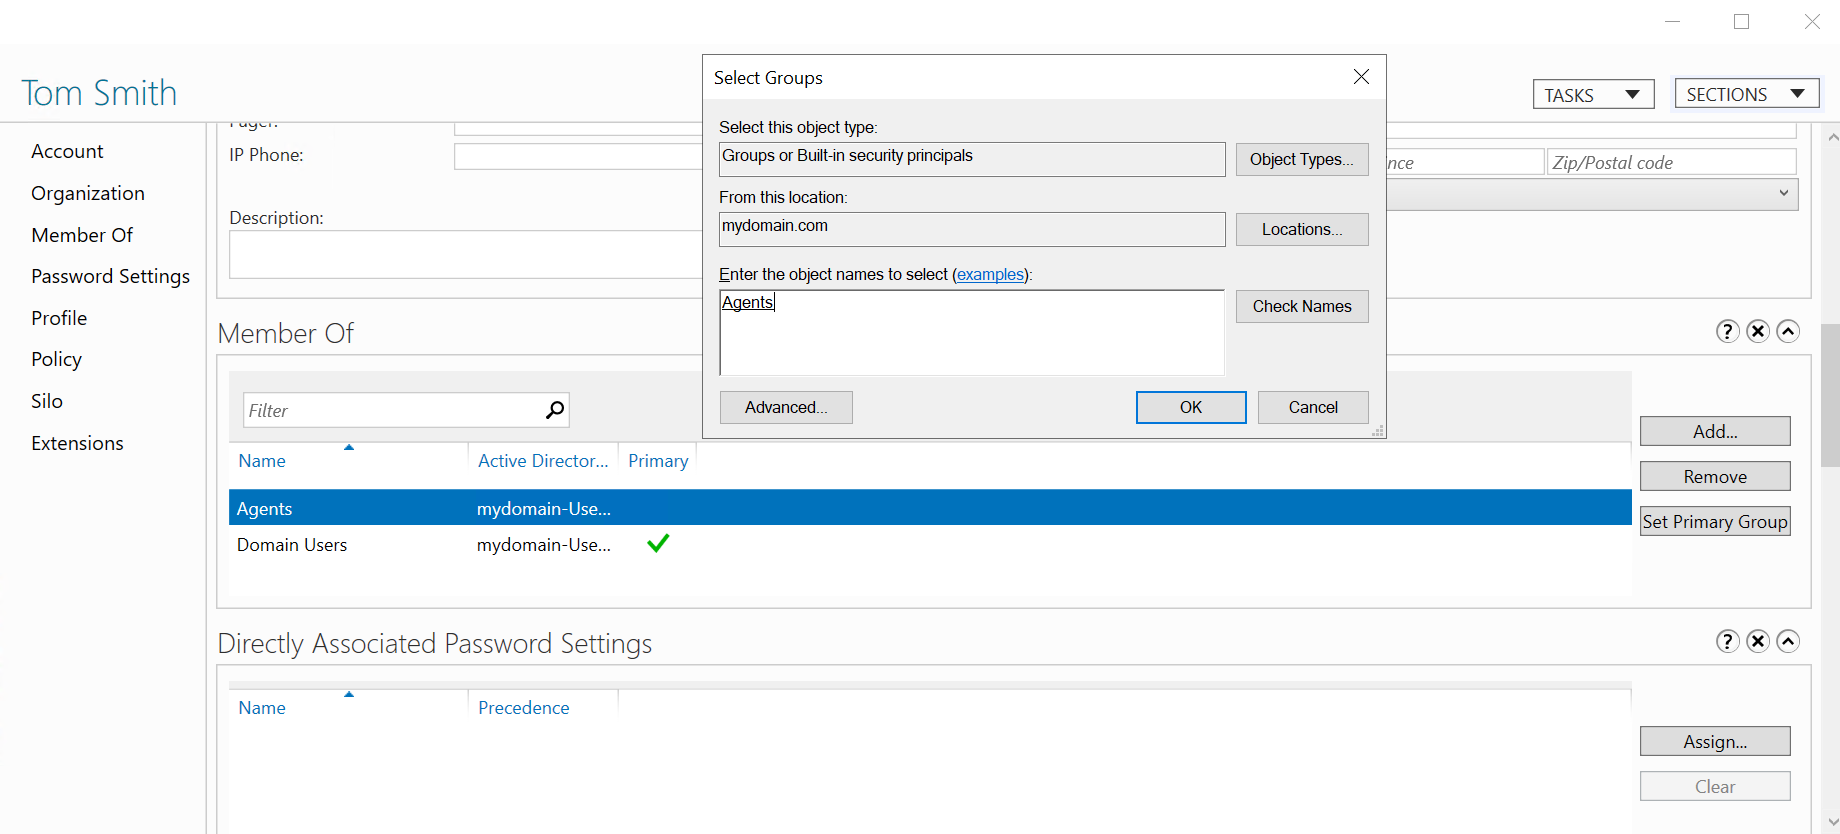 Tom Smith
TASKS
SECTIONS
Account
Organization
Member Of
Password Settings
Profile
Policy
Silo
Extensions
IP Phone:
Zip/Postal code
Description:
Select Groups
Select this object type:
Groups or Built-in security principals
Object Types...
From this location:
mydomain.com
Locations...
Enter the object names to select (examples):
Agents
Check Names
Advanced...
OK
Cancel
Member Of
Filter
Name
Active Director...
Primary
Agents
mydomain-Use...
Domain Users
mydomain-Use...
Add...
Remove
Set Primary Group
Directly Associated Password Settings
Name
Precedence
Assign...
Clear